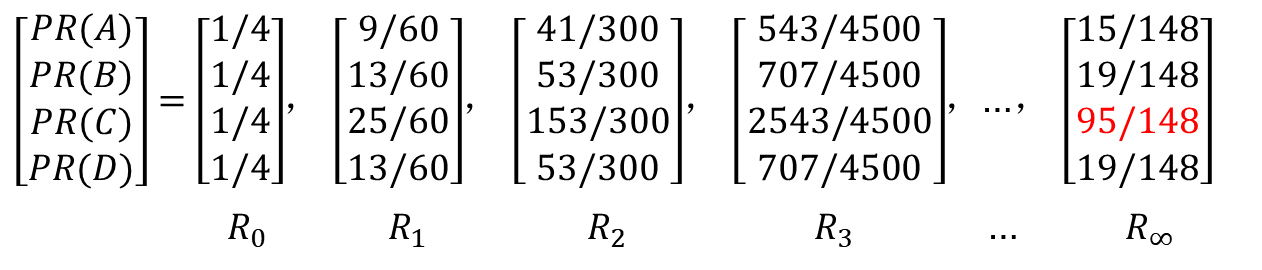 PR(A) 1/4 9/60 41/300 543/4500 15/148
PR(B) 1/4 13/60 53/300 707/4500 19/148
= , , , , … ,
PR(C) 1/4 25/60 153/300 2543/4500 95/148
PR(D) 1/4 13/60 53/300 707/4500 19/148
R₀ R₁ R₂ R₃ … R∞